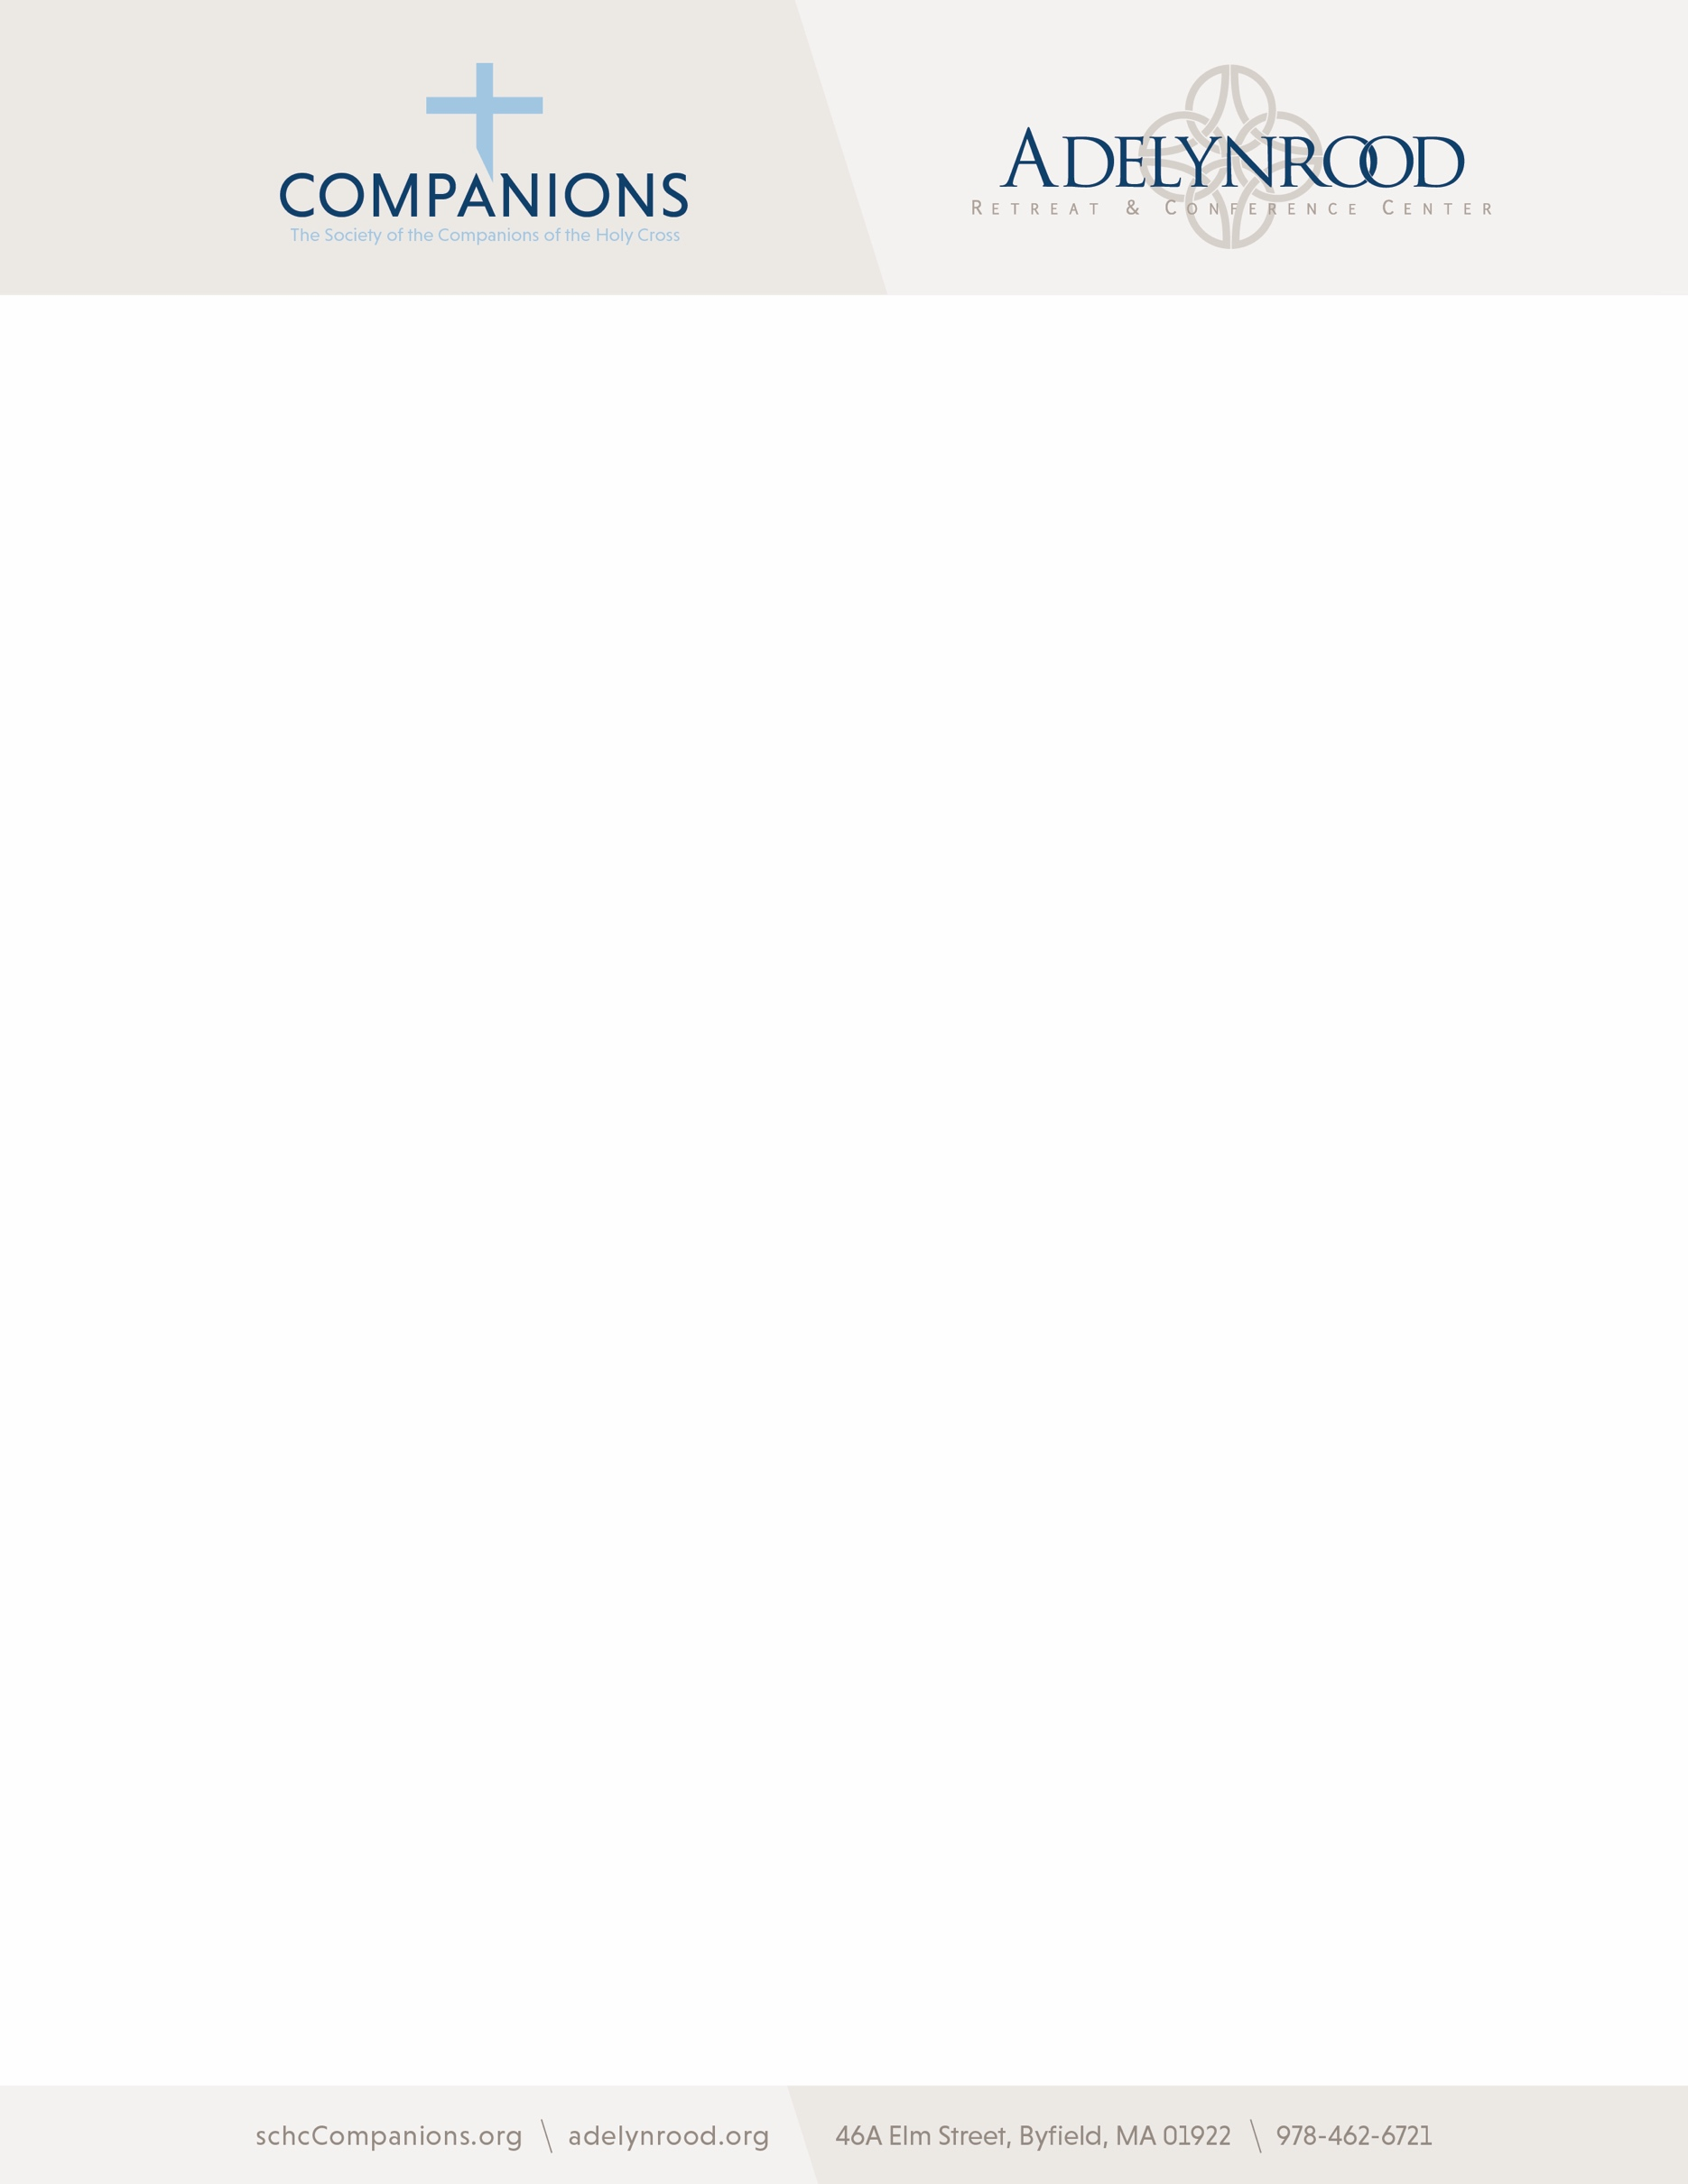 COMPANIONS
The Society of the Companions of the Holy Cross
ADELYNROOD
RETREAT & CONFERENCE CENTER
schcCompanions.org \ adelynrood.org
46A Elm Street, Byfield, MA 01922 \ 978-462-6721